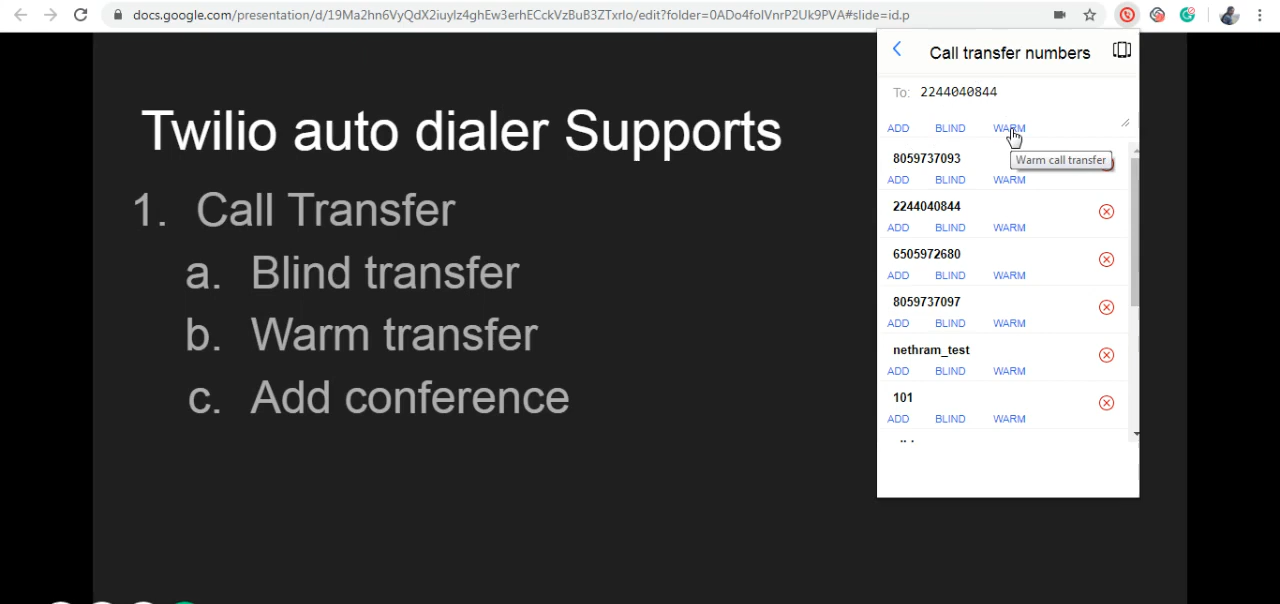 docs.google.com/presentation/d/19Ma2hn6VyQdX2iuylz4ghEw3erhECckVzBuB3ZTxrlo/edit?folder=0ADo4folVnrP2Uk9PVA#slide=id.p
Twilio auto dialer Supports
1. Call Transfer
a. Blind transfer
b. Warm transfer
c. Add conference
Call transfer numbers
To: 2244040844
ADD BLIND WARM
Warm call transfer
8059737093
ADD BLIND WARM
2244040844
ADD BLIND WARM
6505972680
ADD BLIND WARM
8059737097
ADD BLIND WARM
nethram_test
ADD BLIND WARM
101
ADD BLIND WARM